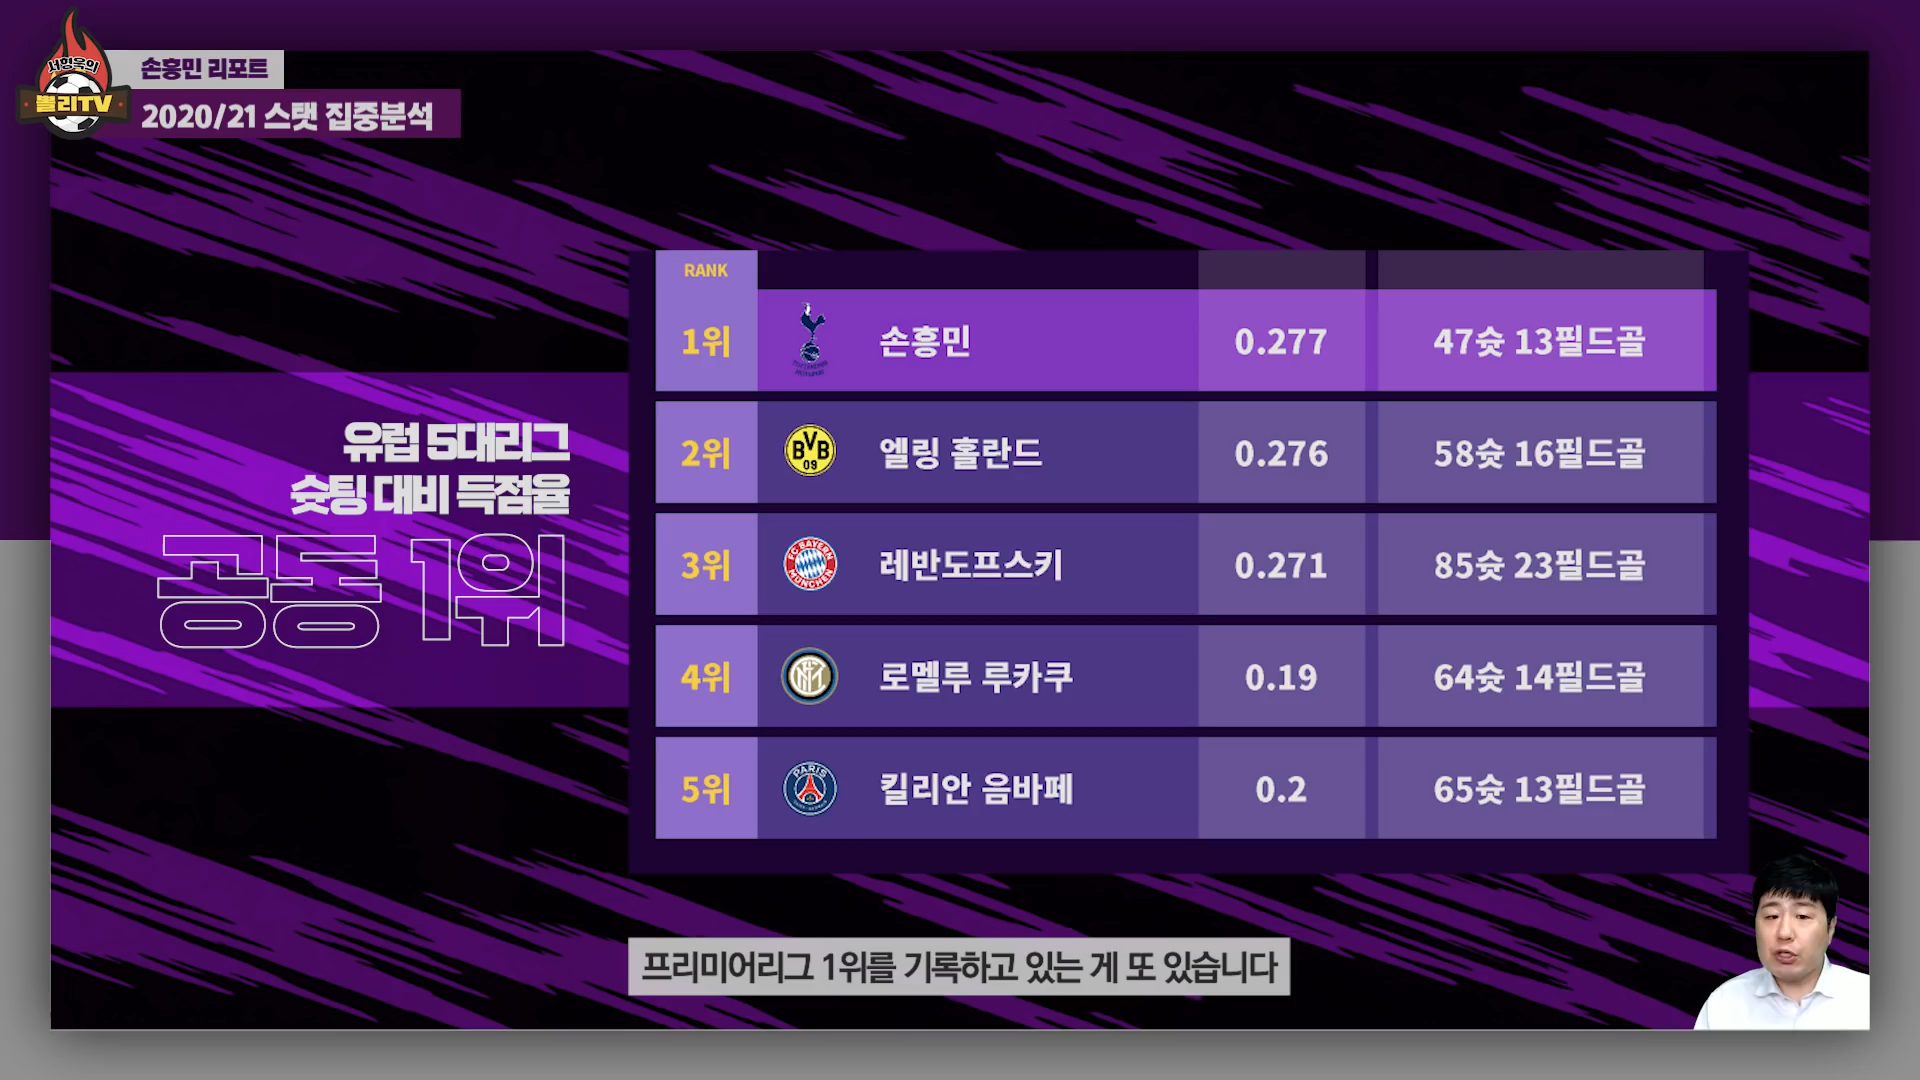 서형욱의
뽈리TV
손흥민 리포트
2020/21 스탯 집중분석
유럽 5대리그
슛팅 대비 득점율
공동 1위
RANK
1위 손흥민 0.277 47슛 13필드골
2위 BVB 09 엘링 홀란드 0.276 58슛 16필드골
3위 FC BAYERN MÜNCHEN 레반도프스키 0.271 85슛 23필드골
4위 로멜루 루카쿠 0.19 64슛 14필드골
5위 PARIS 킬리안 음바페 0.2 65슛 13필드골
프리미어리그 1위를 기록하고 있는 게 또 있습니다